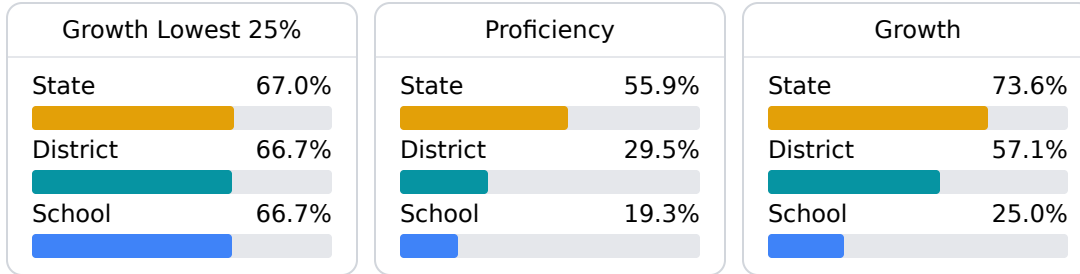 Growth Lowest 25%
State 67.0%
District 66.7%
School 66.7%
Proficiency
State 55.9%
District 29.5%
School 19.3%
Growth
State 73.6%
District 57.1%
School 25.0%